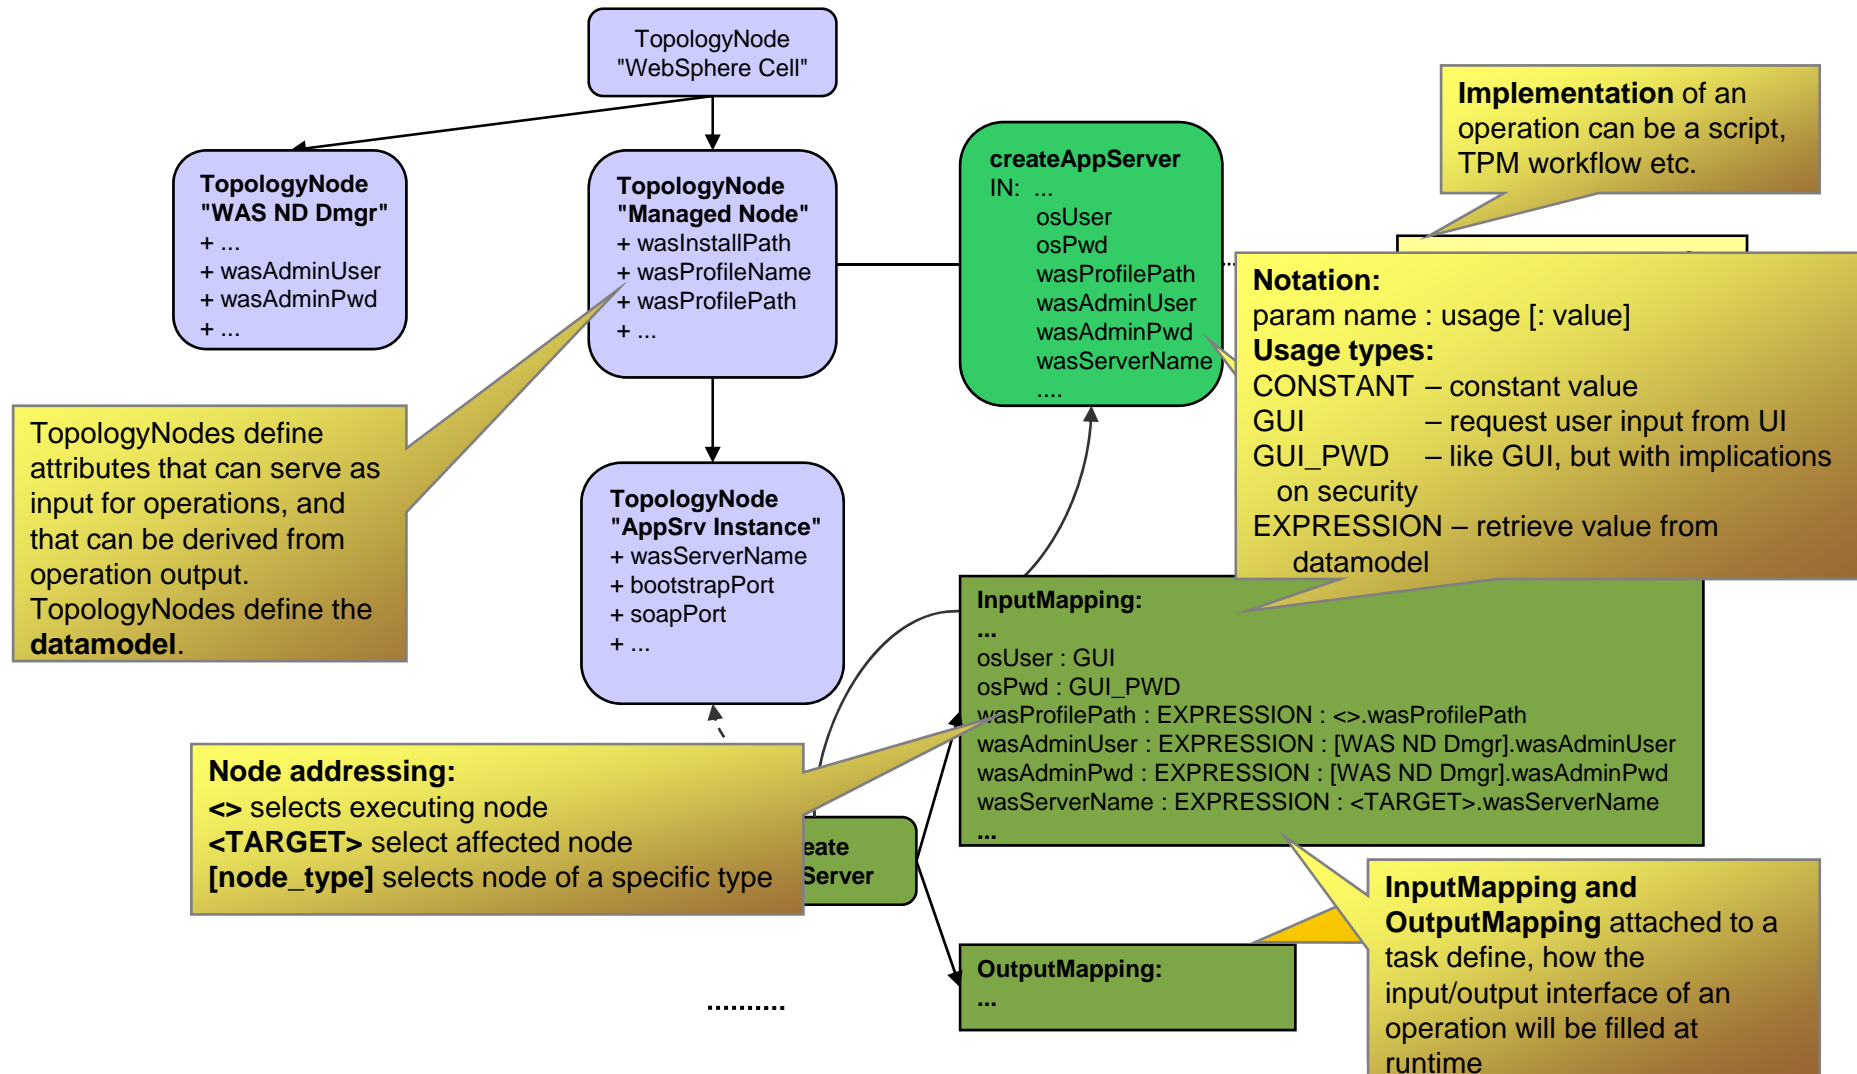 TopologyNode
"WebSphere Cell"
Implementation of an
operation can be a script,
TPM workflow etc.
TopologyNode
"WAS ND Dmgr"
+ ...
+ wasAdminUser
+ wasAdminPwd
+ ...
TopologyNode
"Managed Node"
+ wasInstallPath
+ wasProfileName
+ wasProfilePath
+ ...
createAppServer
IN: ...
osUser
osPwd
wasProfilePath
wasAdminUser
wasAdminPwd
wasServerName
....
Notation:
param name : usage [: value]
Usage types:
CONSTANT – constant value
GUI – request user input from UI
GUI_PWD – like GUI, but with implications
on security
EXPRESSION – retrieve value from
datamodel
TopologyNodes define
attributes that can serve as
input for operations, and
that can be derived from
operation output.
TopologyNodes define the
datamodel.
TopologyNode
"AppSrv Instance"
+ wasServerName
+ bootstrapPort
+ soapPort
+ ...
InputMapping:
...
osUser : GUI
osPwd : GUI_PWD
wasProfilePath : EXPRESSION : <>.wasProfilePath
wasAdminUser : EXPRESSION : [WAS ND Dmgr].wasAdminUser
wasAdminPwd : EXPRESSION : [WAS ND Dmgr].wasAdminPwd
wasServerName : EXPRESSION : <TARGET>.wasServerName
...
Node addressing:
<> selects executing node
<TARGET> select affected node
[node_type] selects node of a specific type
eate
Server
InputMapping and
OutputMapping attached to a
task define, how the
input/output interface of an
operation will be filled at
runtime
OutputMapping:
...
..........